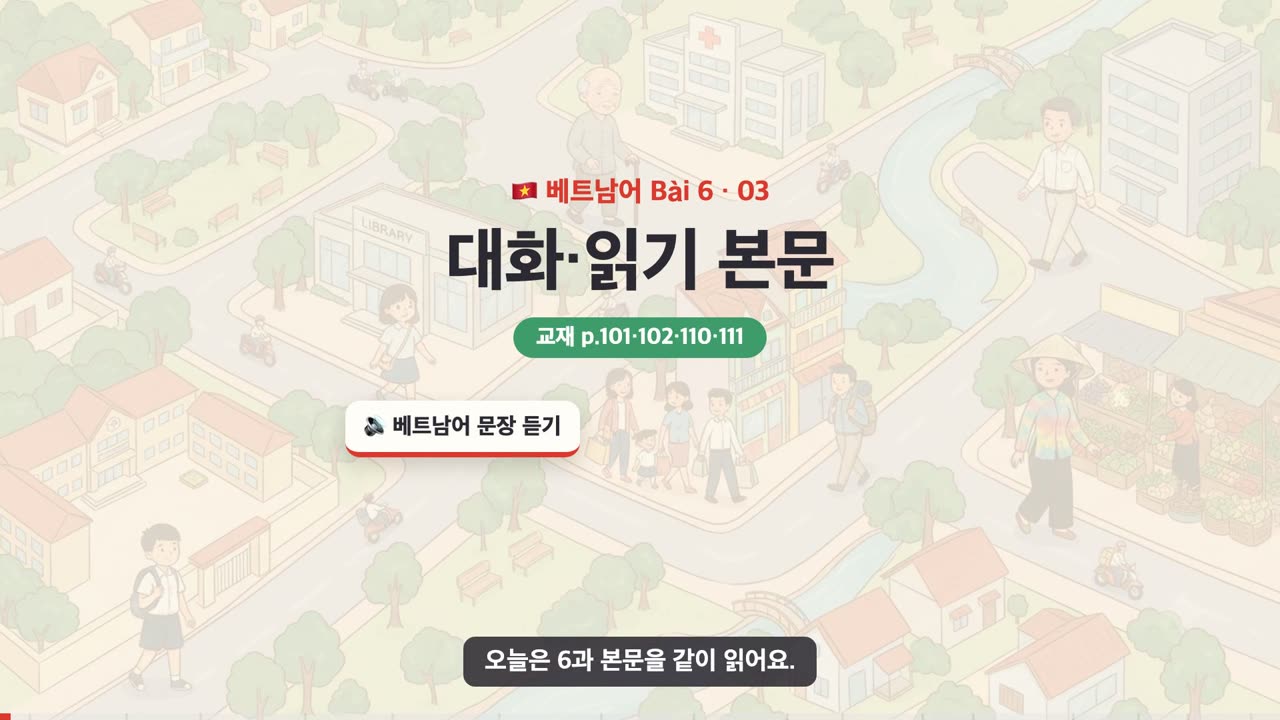 🇻🇳 베트남어 Bài 6 · 03
대화·읽기 본문
교재 p.101·102·110·111
🔊 베트남어 문장 듣기
오늘은 6과 본문을 같이 읽어요.
LIBRARY